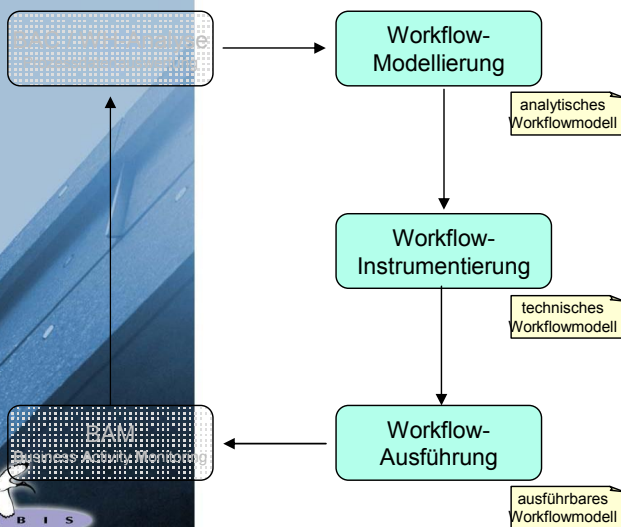 Workflow-
Modellierung
analytisches
Workflowmodell
Workflow-
Instrumentierung
technisches
Workflowmodell
BAM
Business Activity Monitoring
Workflow-
Ausführung
ausführbares
Workflowmodell
B I S